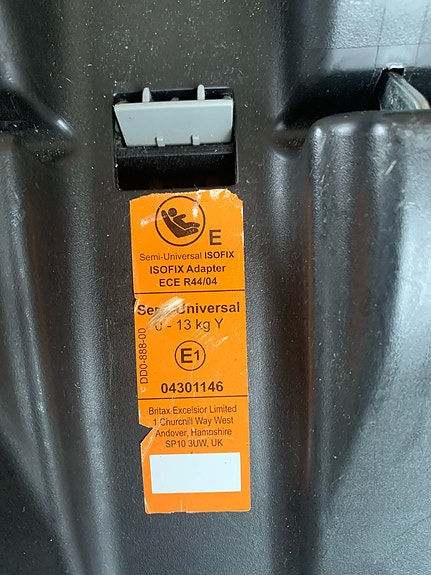 E
Semi-Universal ISOFIX
ISOFIX Adapter
ECE R44/04
Semi-Universal
0 - 13 kg Y
E1
04301146
DD0-888-00
Britax Excelsior Limited
1 Churchill Way West
Andover, Hampshire
SP10 3UW, UK